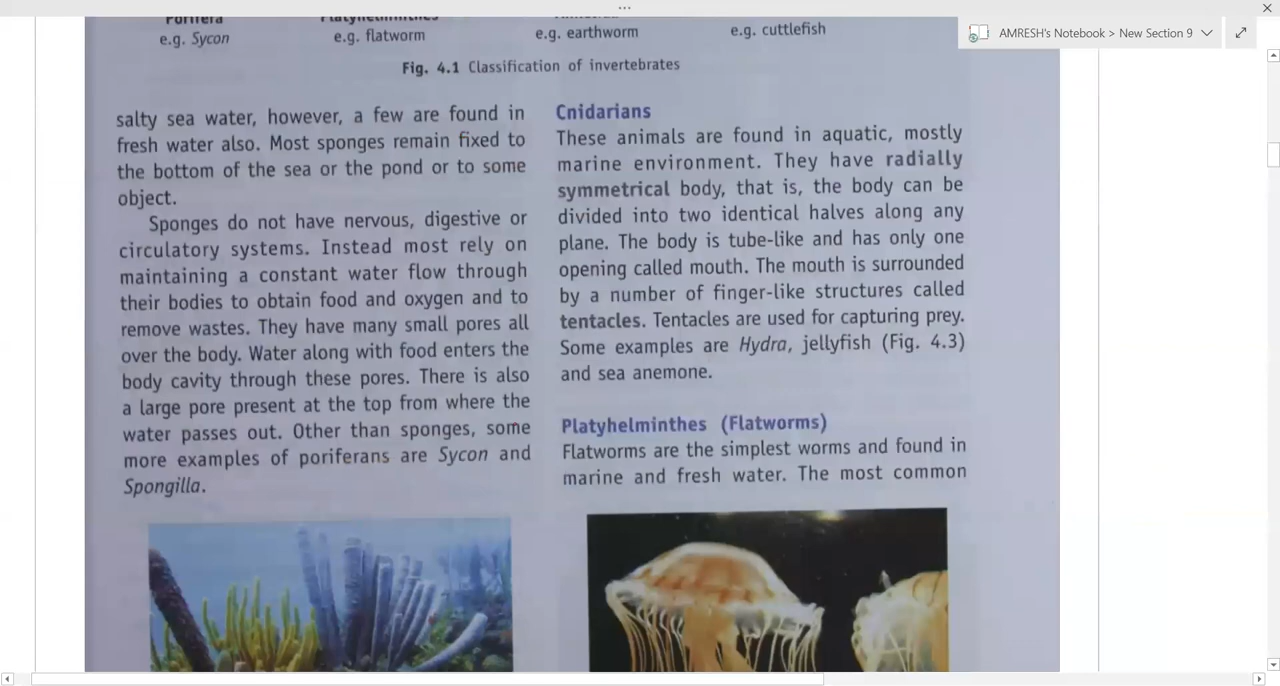 AMRESH's Notebook > New Section 9
Porifera
Platyhelminthes
e.g. Sycon
e.g. flatworm
e.g. earthworm
e.g. cuttlefish
Fig. 4.1 Classification of invertebrates
salty sea water, however, a few are found in
fresh water also. Most sponges remain fixed to
the bottom of the sea or the pond or to some
object.
Sponges do not have nervous, digestive or
circulatory systems. Instead most rely on
maintaining a constant water flow through
their bodies to obtain food and oxygen and to
remove wastes. They have many small pores all
over the body. Water along with food enters the
body cavity through these pores. There is also
a large pore present at the top from where the
water passes out. Other than sponges, some
more examples of poriferans are Sycon and
Spongilla.
Cnidarians
These animals are found in aquatic, mostly
marine environment. They have radially
symmetrical body, that is, the body can be
divided into two identical halves along any
plane. The body is tube-like and has only one
opening called mouth. The mouth is surrounded
by a number of finger-like structures called
tentacles. Tentacles are used for capturing prey.
Some examples are Hydra, jellyfish (Fig. 4.3)
and sea anemone.
Platyhelminthes (Flatworms)
Flatworms are the simplest worms and found in
marine and fresh water. The most common